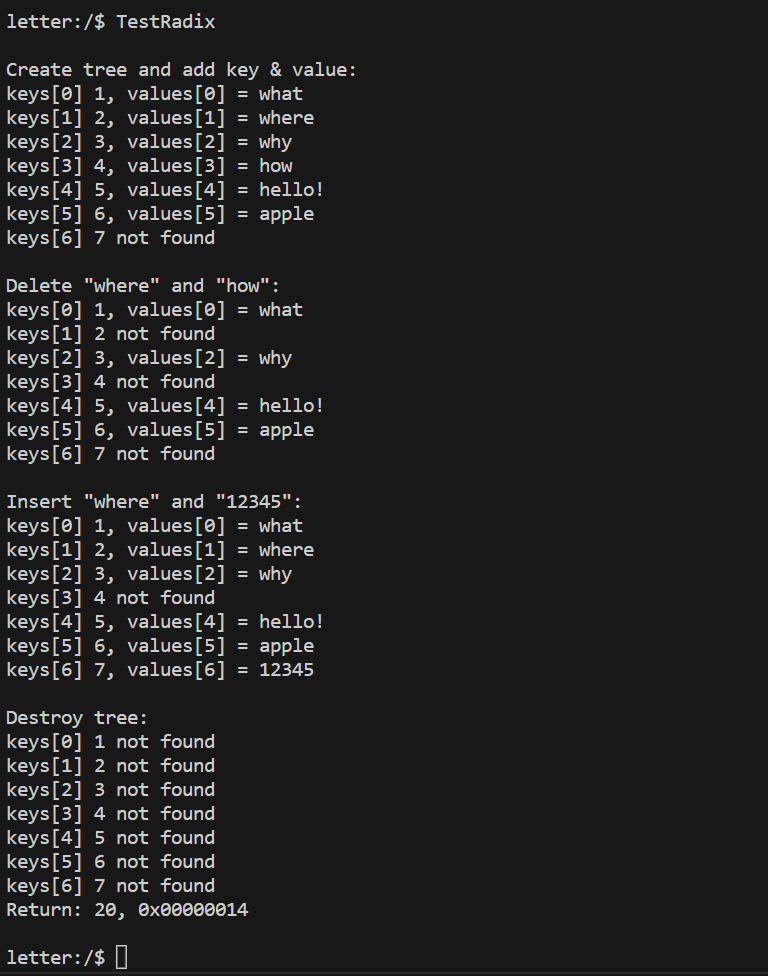 letter:/$ TestRadix
Create tree and add key & value:
keys[0] 1, values[0] = what
keys[1] 2, values[1] = where
keys[2] 3, values[2] = why
keys[3] 4, values[3] = how
keys[4] 5, values[4] = hello!
keys[5] 6, values[5] = apple
keys[6] 7 not found
Delete "where" and "how":
keys[0] 1, values[0] = what
keys[1] 2 not found
keys[2] 3, values[2] = why
keys[3] 4 not found
keys[4] 5, values[4] = hello!
keys[5] 6, values[5] = apple
keys[6] 7 not found
Insert "where" and "12345":
keys[0] 1, values[0] = what
keys[1] 2, values[1] = where
keys[2] 3, values[2] = why
keys[3] 4 not found
keys[4] 5, values[4] = hello!
keys[5] 6, values[5] = apple
keys[6] 7, values[6] = 12345
Destroy tree:
keys[0] 1 not found
keys[1] 2 not found
keys[2] 3 not found
keys[3] 4 not found
keys[4] 5 not found
keys[5] 6 not found
keys[6] 7 not found
Return: 20, 0x00000014
letter:/$